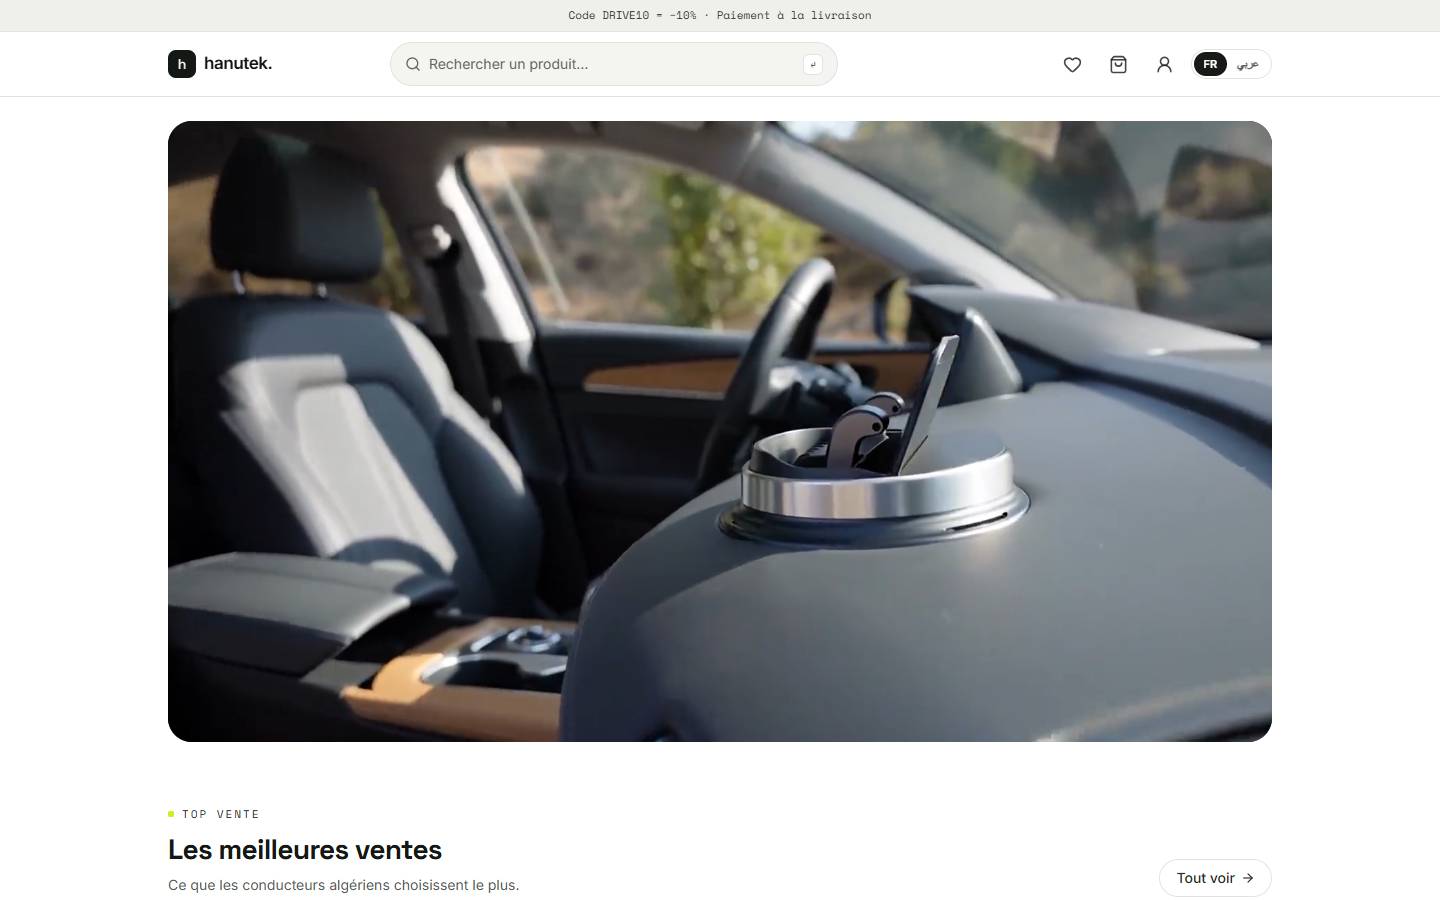 Code DRIVE10 = −10% · Paiement à la livraison
h hanutek.
Rechercher un produit...
FR عربي
TOP VENTE
Les meilleures ventes
Ce que les conducteurs algériens choisissent le plus.
Tout voir →